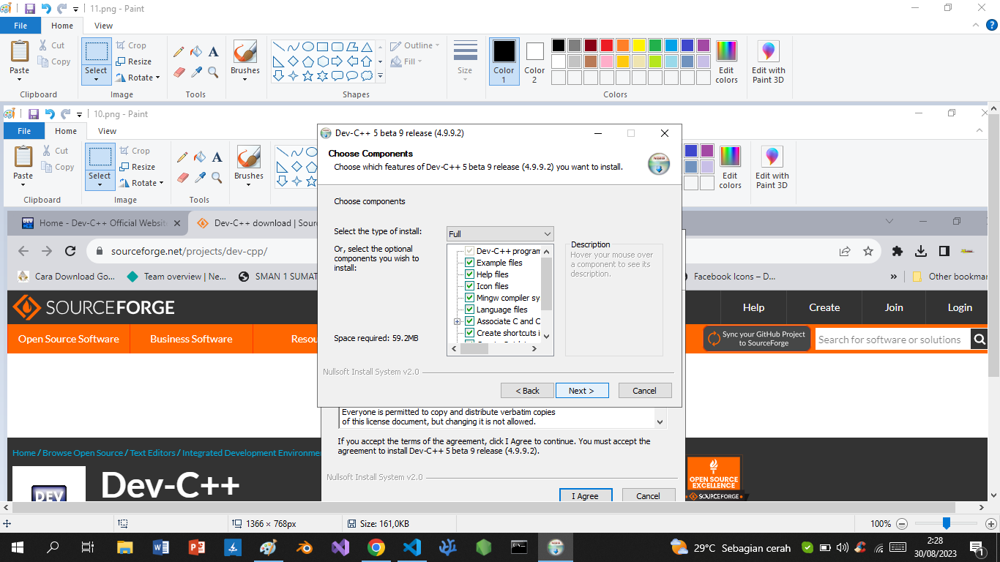 11.png - Paint
File Home View
Paste
Cut
Copy
Clipboard
Select
Crop
Resize
Rotate
Image
Tools
Brushes
Shapes
Outline
Fill
Size
Color 1
Color 2
Colors
Edit colors
Edit with Paint 3D
10.png - Paint
File Home View
Paste
Cut
Copy
Clipboard
Select
Crop
Resize
Rotate
Image
Tools
Brushes
Edit colors
Edit with Paint 3D
Home - Dev-C++ Official Website
Dev-C++ download | Sour
sourceforge.net/projects/dev-cpp/
Cara Download Go...
Team overview | Ne...
SMAN 1 SUMAT
Facebook Icons – D...
»
Other bookmar
SOURCEFORGE
Help Create Join Login
Open Source Software Business Software Resou
Sync your GitHub Project
to SourceForge
Search for software or solutions
Dev-C++ 5 beta 9 release (4.9.9.2)
Choose Components
Choose which features of Dev-C++ 5 beta 9 release (4.9.9.2) you want to install.
Choose components
Select the type of install:
Full
Or, select the optional
components you wish to
install:
Dev-C++ program
Example files
Help files
Icon files
Mingw compiler sy
Language files
Associate C and C
Create shortcuts i
Description
Hover your mouse over
a component to see its
description.
Space required: 59.2MB
Nullsoft Install System v2.0
< Back Next > Cancel
Everyone is permitted to copy and distribute verbatim copies
of this license document, but changing it is not allowed.
If you accept the terms of the agreement, click I Agree to continue. You must accept the
agreement to install Dev-C++ 5 beta 9 release (4.9.9.2).
Nullsoft Install System v2.0
I Agree Cancel
Home / Browse Open Source / Text Editors / Integrated Development Environme
DEV
Dev-C++
OPEN SOURCE
EXCELLENCE
SOURCEFORGE
1366 × 768px
Size: 161,0KB
100%
29°C Sebagian cerah
2:28
30/08/2023
1